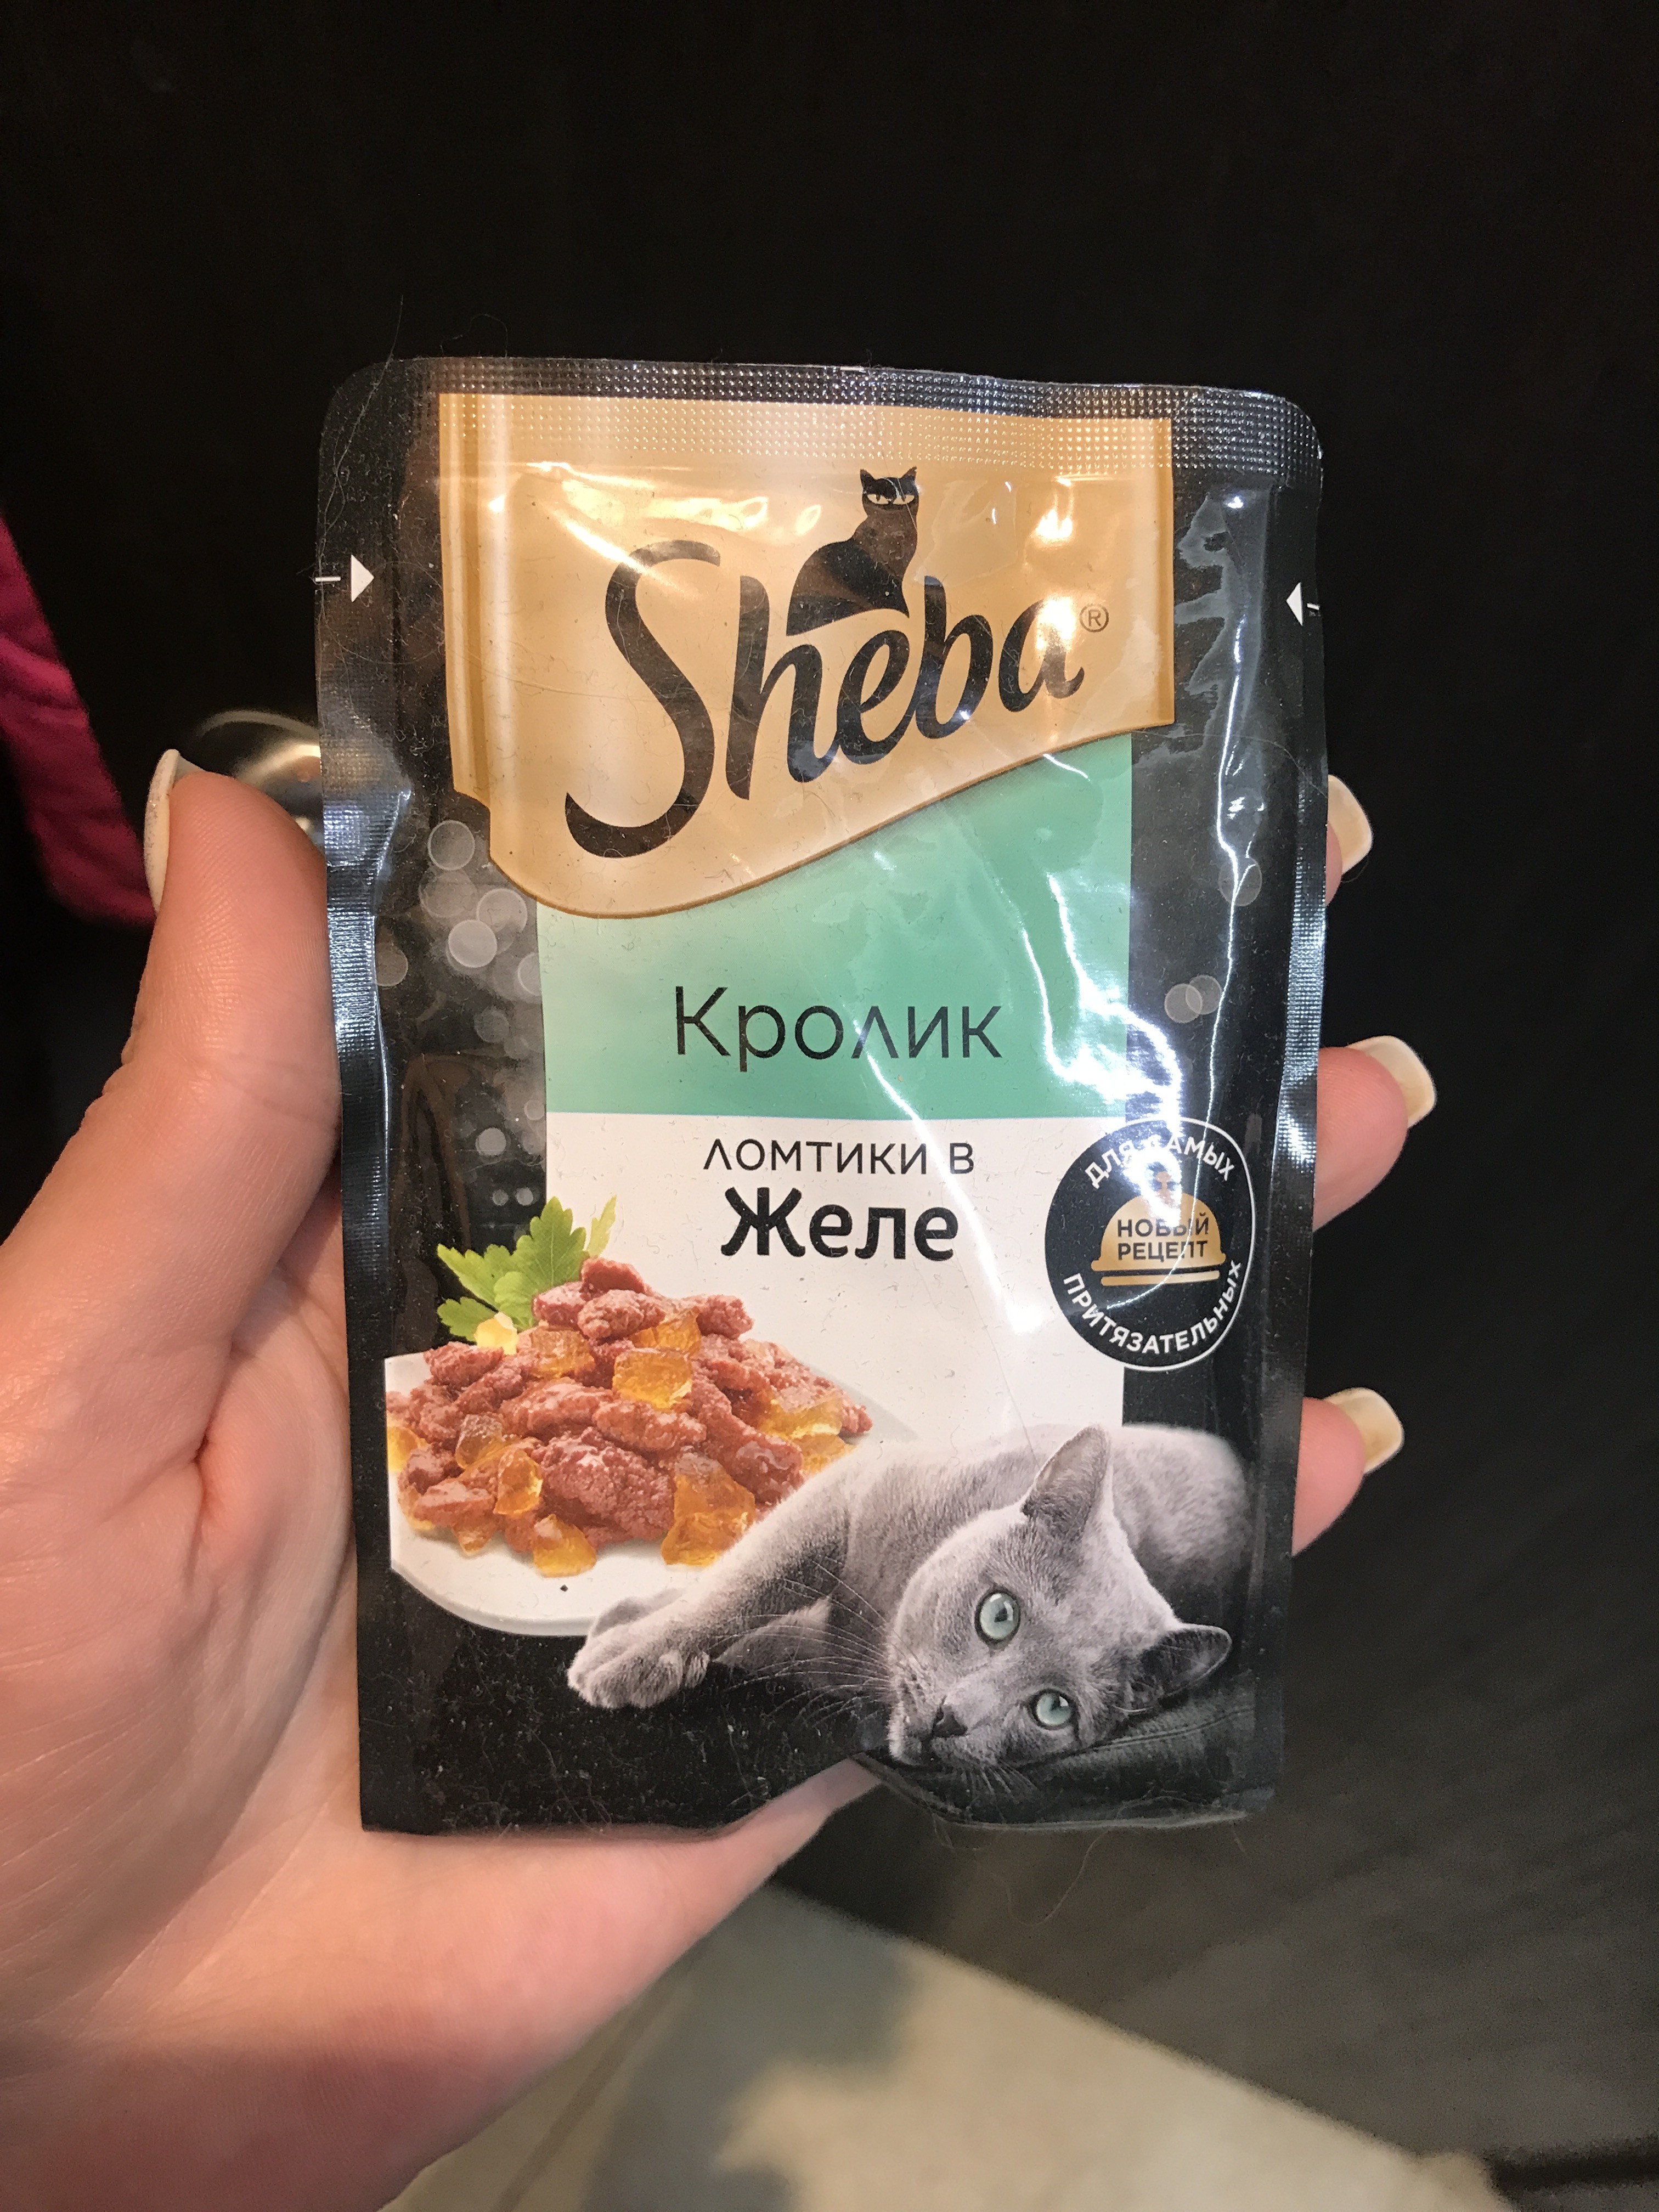 Sheba®
Кролик
ЛОМТИКИ В
Желе
ДЛЯ САМЫХ
НОВЫЙ
РЕЦЕПТ
ПРИТЯЗАТЕЛЬНЫХ